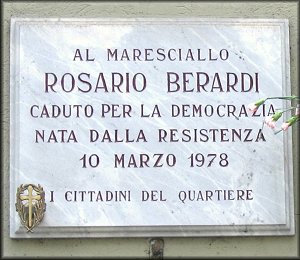 AL MARESCIALLO
ROSARIO BERARDI
CADUTO PER LA DEMOCRAZIA
NATA DALLA RESISTENZA
10 MARZO 1978
I CITTADINI DEL QUARTIERE